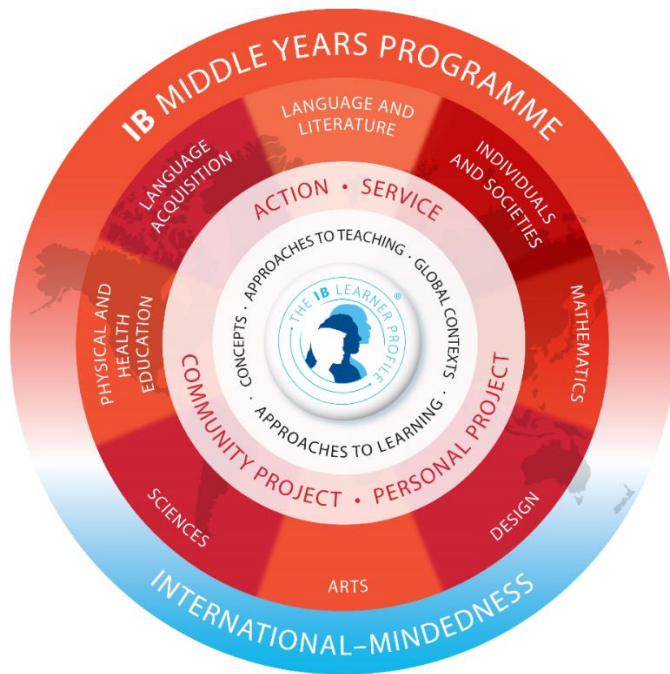 IB MIDDLE YEARS PROGRAMME
LANGUAGE AND
LITERATURE
INDIVIDUALS
AND SOCIETIES
MATHEMATICS
DESIGN
ARTS
SCIENCES
PHYSICAL AND
HEALTH
EDUCATION
LANGUAGE
ACQUISITION
ACTION • SERVICE
COMMUNITY PROJECT • PERSONAL PROJECT
APPROACHES TO TEACHING · GLOBAL CONTEXTS ·
APPROACHES TO LEARNING · CONCEPTS ·
THE IB LEARNER PROFILE ®
INTERNATIONAL–MINDEDNESS